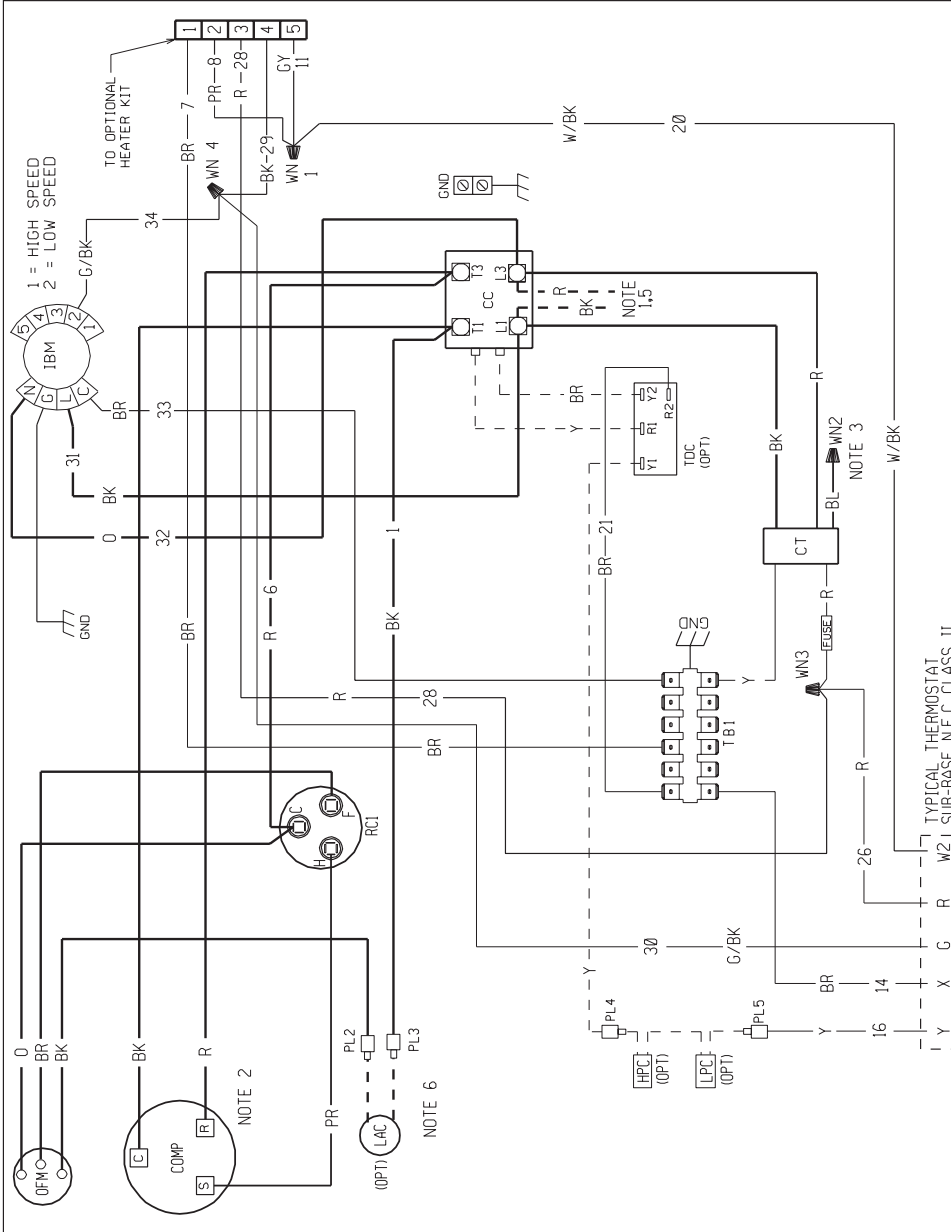 1
2
3
4
5
TO OPTIONAL
HEATER KIT
7
BR
8
PR
28
R
BK-29
GY
11
WN 4
WN
1
1 = HIGH SPEED
2 = LOW SPEED
G/BK
34
5
4
3
2
1
IBM
N
G
L
C
BR
33
31
BK
O
32
GND
W/BK
20
GND
T3
L3
CC
T1
L1
R
BK
NOTE
1,5
BR
Y
Y2
R2
R1
Y1
TDC
(OPT)
BR
R
6
BK
1
BR
21
R
BK
BL
WN2
NOTE 3
W/BK
CT
R
FUSE
GND
WN3
Y
TB1
R
28
BR
C
F
H
RC1
R
26
Y
30
G/BK
BR
14
PL4
PL5
Y
16
HPC
(OPT)
LPC
(OPT)
PL2
PL3
NOTE 6
LAC
(OPT)
O
BR
BK
OFM
BK
R
NOTE 2
C
R
COMP
S
PR
TYPICAL THERMOSTAT
SUB-BASE N.E.C. CLASS II
W2
R
G
X
Y